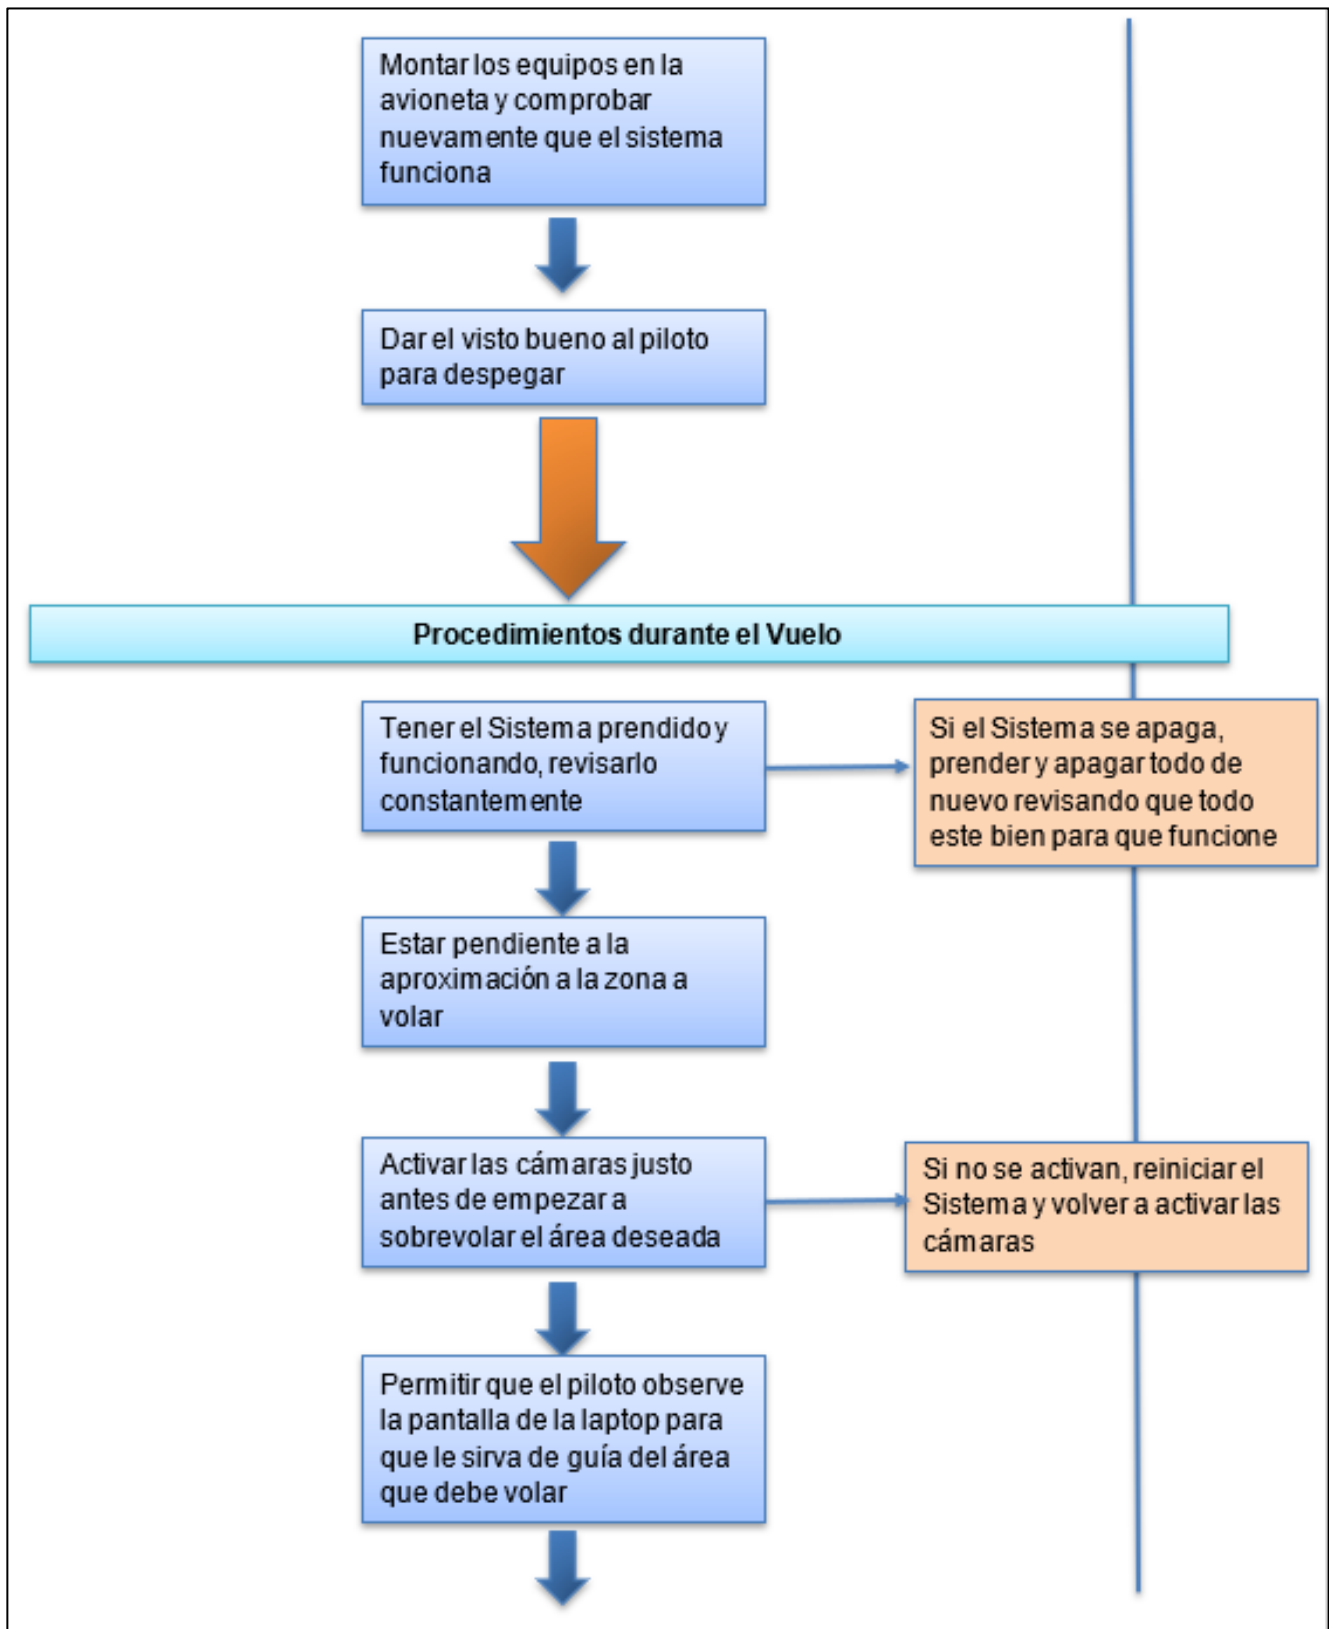 Montar los equipos en la
avioneta y comprobar
nuevamente que el sistema
funciona
Dar el visto bueno al piloto
para despegar
Procedimientos durante el Vuelo
Tener el Sistema prendido y
funcionando, revisarlo
constantemente
Si el Sistema se apaga,
prender y apagar todo de
nuevo revisando que todo
este bien para que funcione
Estar pendiente a la
aproximación a la zona a
volar
Activar las cámaras justo
antes de empezar a
sobrevolar el área deseada
Si no se activan, reiniciar el
Sistema y volver a activar las
cámaras
Permitir que el piloto observe
la pantalla de la laptop para
que le sirva de guía del área
que debe volar